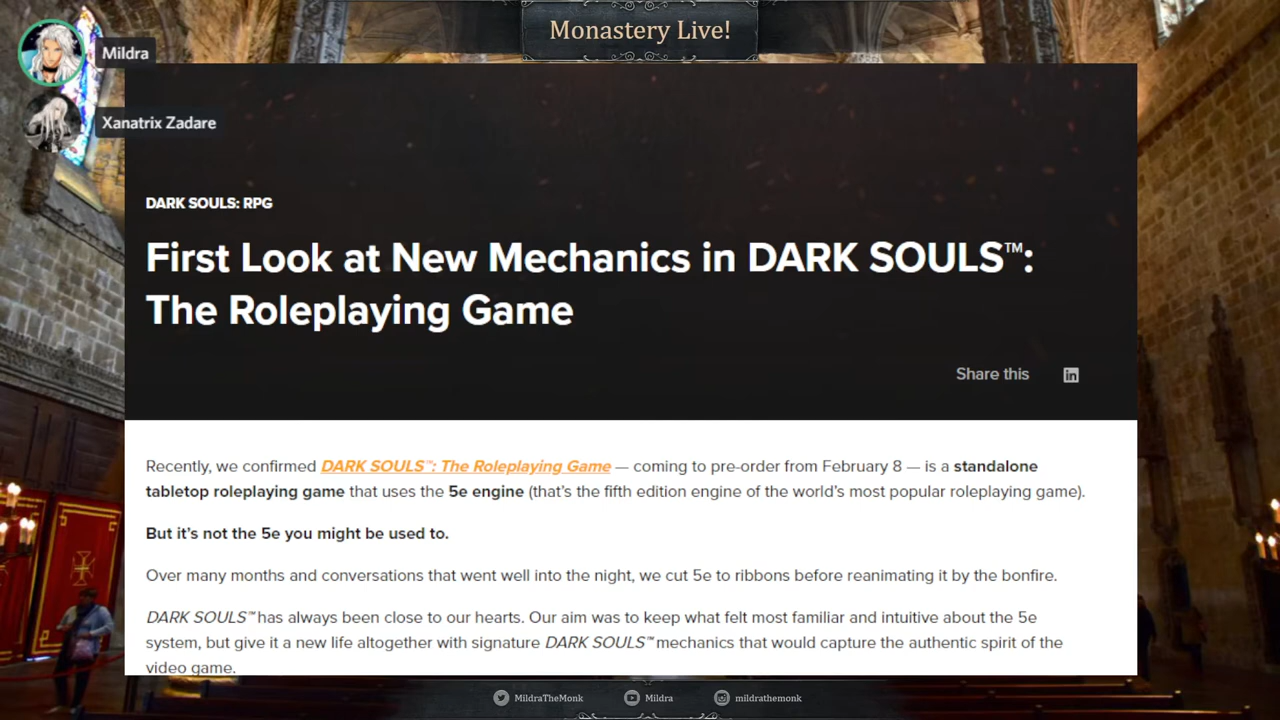 Monastery Live!
Mildra
Xanatrix Zadare
DARK SOULS: RPG
First Look at New Mechanics in DARK SOULS™:
The Roleplaying Game
Share this
in
Recently, we confirmed DARK SOULS™: The Roleplaying Game — coming to pre-order from February 8 — is a standalone
tabletop roleplaying game that uses the 5e engine (that's the fifth edition engine of the world's most popular roleplaying game).
But it's not the 5e you might be used to.
Over many months and conversations that went well into the night, we cut 5e to ribbons before reanimating it by the bonfire.
DARK SOULS™ has always been close to our hearts. Our aim was to keep what felt most familiar and intuitive about the 5e
system, but give it a new life altogether with signature DARK SOULS™ mechanics that would capture the authentic spirit of the
video game.
MildraTheMonk
Mildra
mildrathemonk